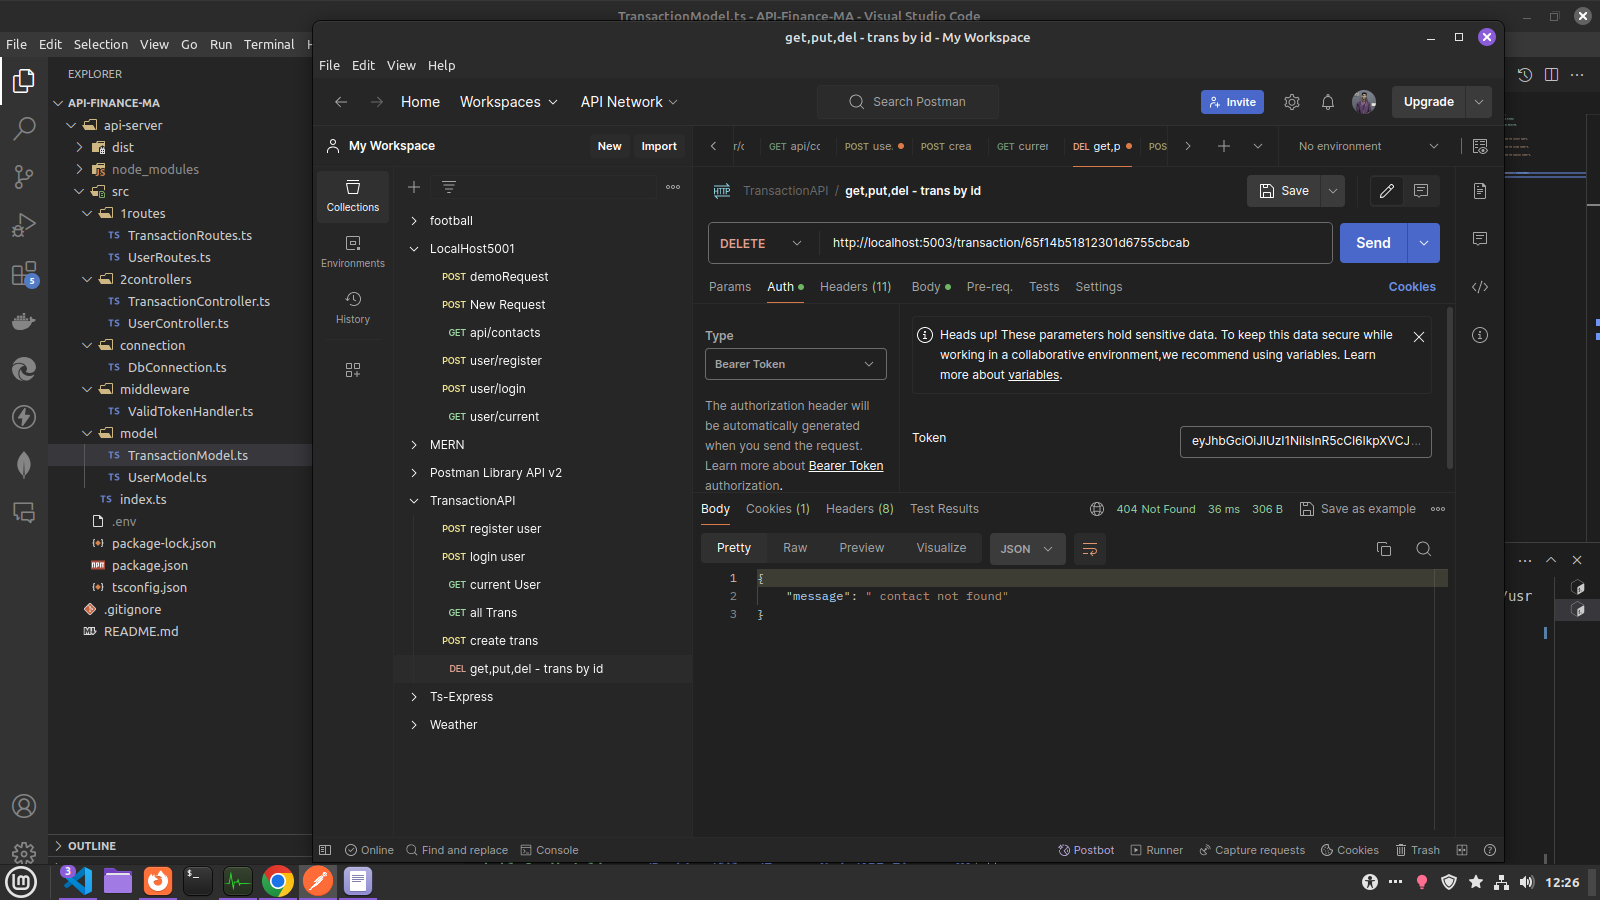 TransactionModel.ts - API-Finance-MA - Visual Studio Code
File Edit Selection View Go Run Terminal
EXPLORER
API-FINANCE-MA
api-server
dist
node_modules
src
1routes
TS TransactionRoutes.ts
TS UserRoutes.ts
2controllers
TS TransactionController.ts
TS UserController.ts
connection
TS DbConnection.ts
middleware
TS ValidTokenHandler.ts
model
TS TransactionModel.ts
TS UserModel.ts
TS index.ts
.env
package-lock.json
package.json
tsconfig.json
.gitignore
README.md
OUTLINE
5
get,put,del - trans by id - My Workspace
File Edit View Help
Home Workspaces API Network Search Postman Invite Upgrade
My Workspace New Import
Collections
Environments
History
football
LocalHost5001
POST demoRequest
POST New Request
GET api/contacts
POST user/register
POST user/login
GET user/current
MERN
Postman Library API v2
TransactionAPI
POST register user
POST login user
GET current User
GET all Trans
POST create trans
DEL get,put,del - trans by id
Ts-Express
Weather
GET api/cc POST use. POST crea GET currer DEL get,p POS No environment
HTTP TransactionAPI / get,put,del - trans by id Save
DELETE http://localhost:5003/transaction/65f14b51812301d6755cbcab Send
Params Auth Headers (11) Body Pre-req. Tests Settings Cookies
Type
Bearer Token
The authorization header will
be automatically generated
when you send the request.
Learn more about Bearer Token
authorization.
Heads up! These parameters hold sensitive data. To keep this data secure while
working in a collaborative environment,we recommend using variables. Learn
more about variables.
Token eyJhbGciOiJIUzI1NiIsInR5cCI6IkpXVCJ...
Body Cookies (1) Headers (8) Test Results 404 Not Found 36 ms 306 B Save as example
Pretty Raw Preview Visualize JSON
1 {
2 "message": " contact not found"
3 }
/usr
Online Find and replace Console Postbot Runner Capture requests Cookies Trash
3
12:26